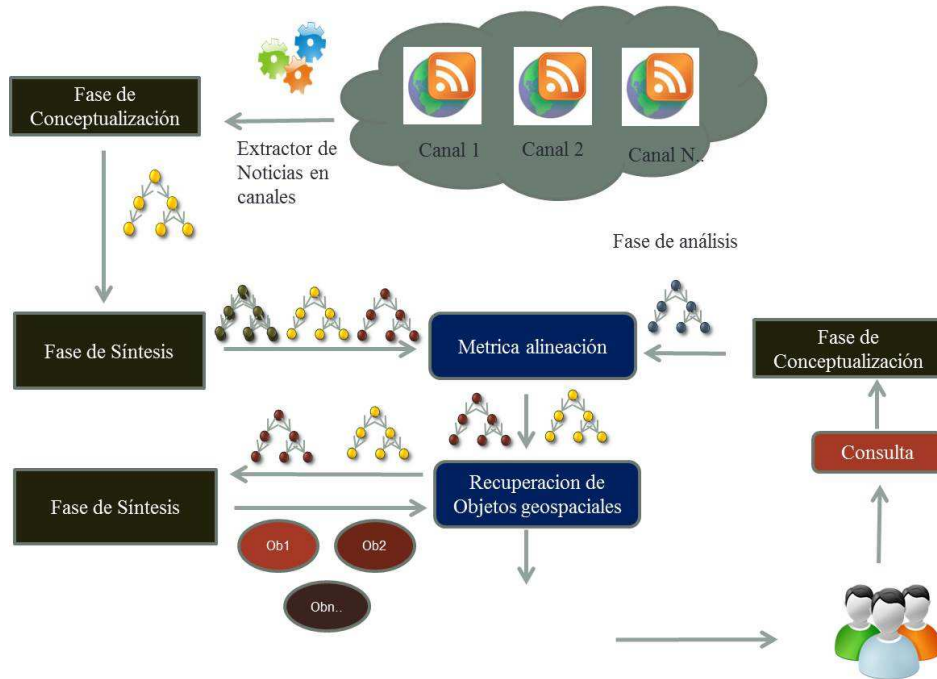 Fase de
Conceptualización
Extractor de
Noticias en
canales
Canal 1
Canal 2
Canal N..
Fase de análisis
Fase de Síntesis
Metrica alineación
Fase de
Conceptualización
Consulta
Fase de Síntesis
Recuperacion de
Objetos geospaciales
Ob1
Ob2
Obn..